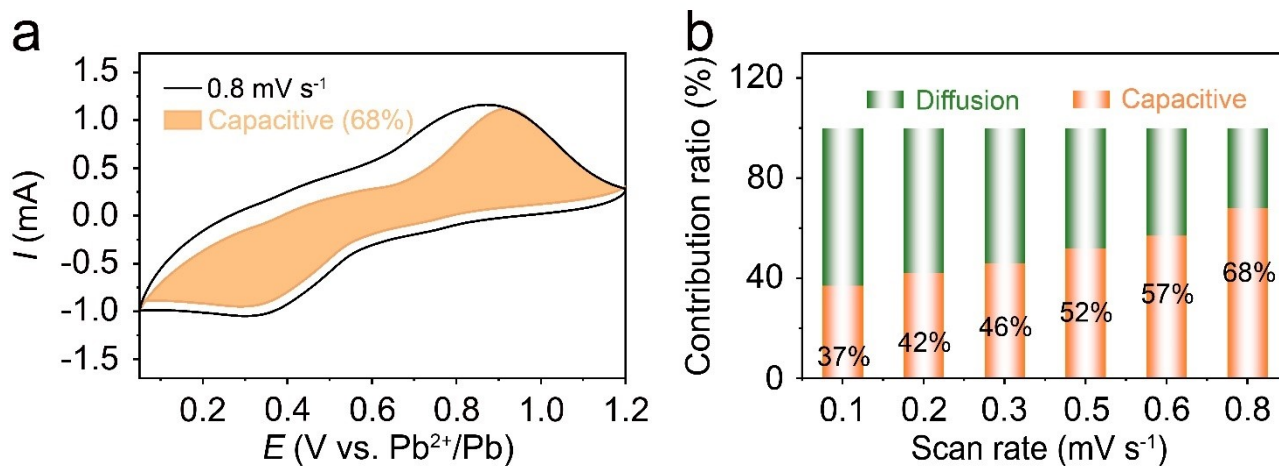 a
1.5
1.0
0.5
0.0
-0.5
-1.0
-1.5
I (mA)
0.8 mV s⁻¹
Capacitive (68%)
0.2 0.4 0.6 0.8 1.0 1.2
E (V vs. Pb²⁺/Pb)
b
120
80
40
0
Contribution ratio (%)
Diffusion Capacitive
37% 42% 46% 52% 57% 68%
0.1 0.2 0.3 0.5 0.6 0.8
Scan rate (mV s⁻¹)